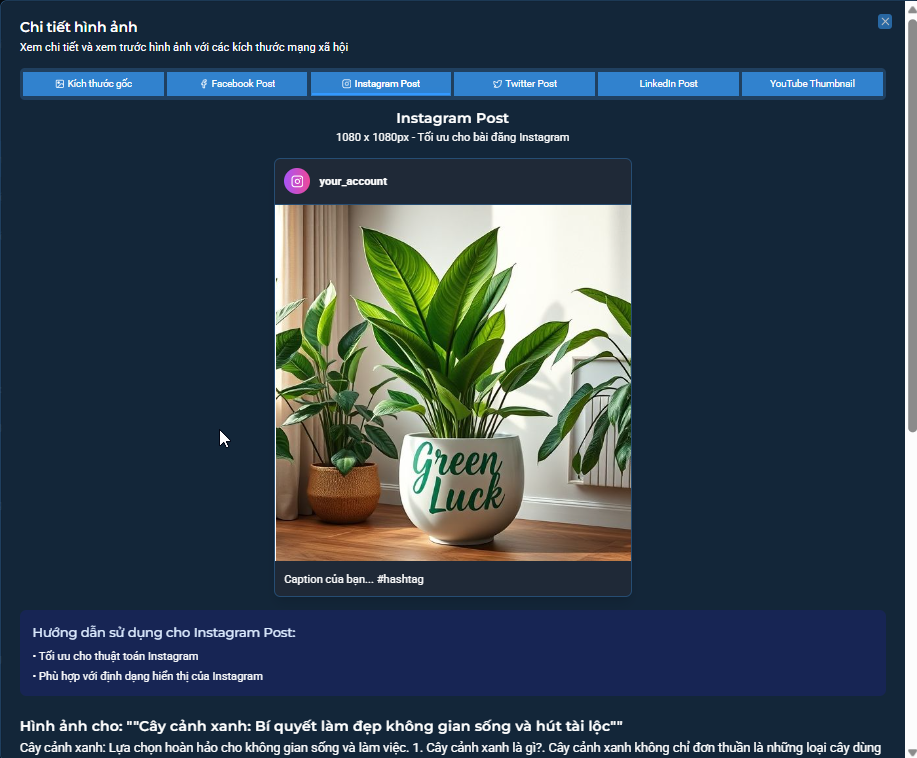 Chi tiết hình ảnh
Xem chi tiết và xem trước hình ảnh với các kích thước mạng xã hội
Kích thước gốc
Facebook Post
Instagram Post
Twitter Post
LinkedIn Post
YouTube Thumbnail
Instagram Post
1080 x 1080px - Tối ưu cho bài đăng Instagram
your_account
Green
Luck
Caption của bạn... #hashtag
Hướng dẫn sử dụng cho Instagram Post:
• Tối ưu cho thuật toán Instagram
• Phù hợp với định dạng hiển thị của Instagram
Hình ảnh cho: ""Cây cảnh xanh: Bí quyết làm đẹp không gian sống và hút tài lộc""
Cây cảnh xanh: Lựa chọn hoàn hảo cho không gian sống và làm việc. 1. Cây cảnh xanh là gì?. Cây cảnh xanh không chỉ đơn thuần là những loại cây dùng